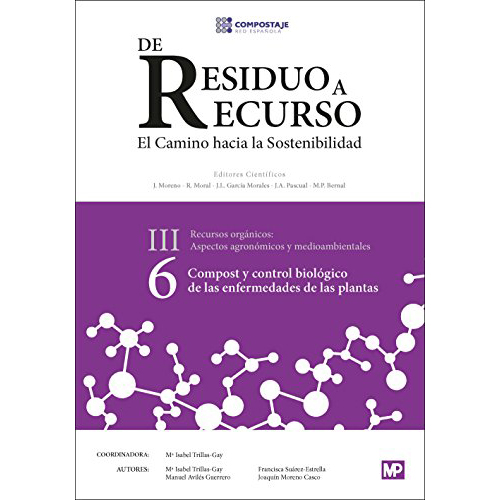 COMPOSTAJE
RED ESPAÑOLA
DE
RESIDUO A
RECURSO
El Camino hacia la Sostenibilidad
Editores Científicos
J. Moreno · R. Moral · J.L. García Morales · J.A. Pascual · M.P. Bernal
III
Recursos orgánicos:
Aspectos agronómicos y medioambientales
6
Compost y control biológico
de las enfermedades de las plantas
COORDINADORA: Mª Isabel Trillas-Gay
AUTORES: Mª Isabel Trillas-Gay Francisca Suárez-Estrella
Manuel Avilés Guerrero Joaquín Moreno Casco
MP